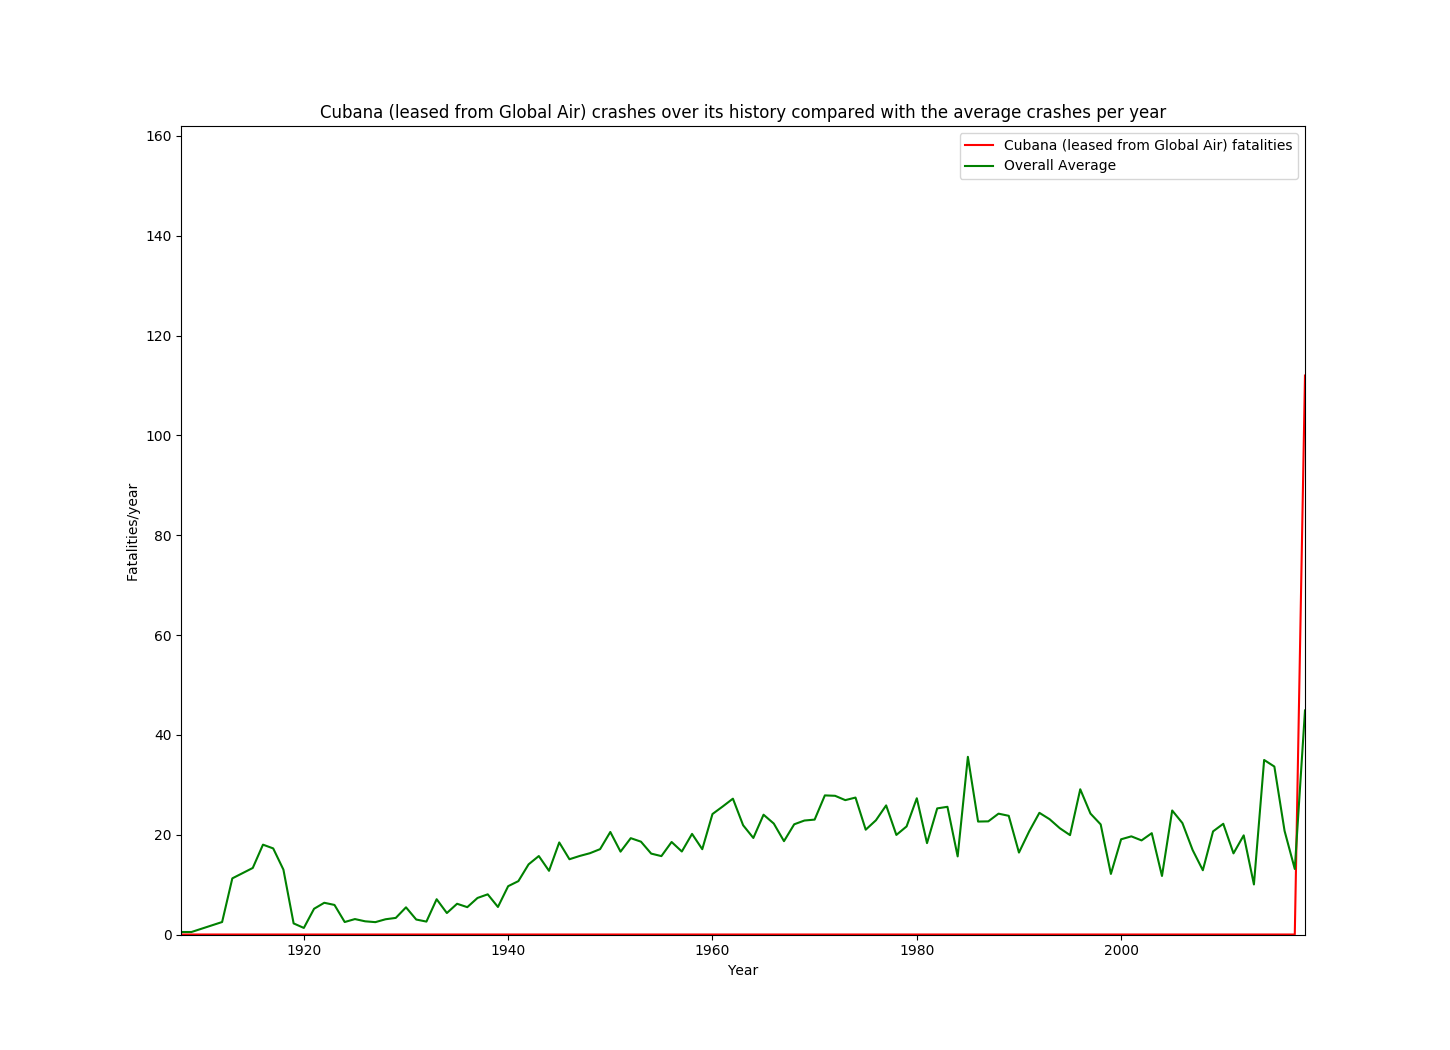 Cubana (leased from Global Air) crashes over its history compared with the average crashes per year
Cubana (leased from Global Air) fatalities
Overall Average
160
140
120
100
80
60
40
20
0
Fatalities/year
1920 1940 1960 1980 2000
Year